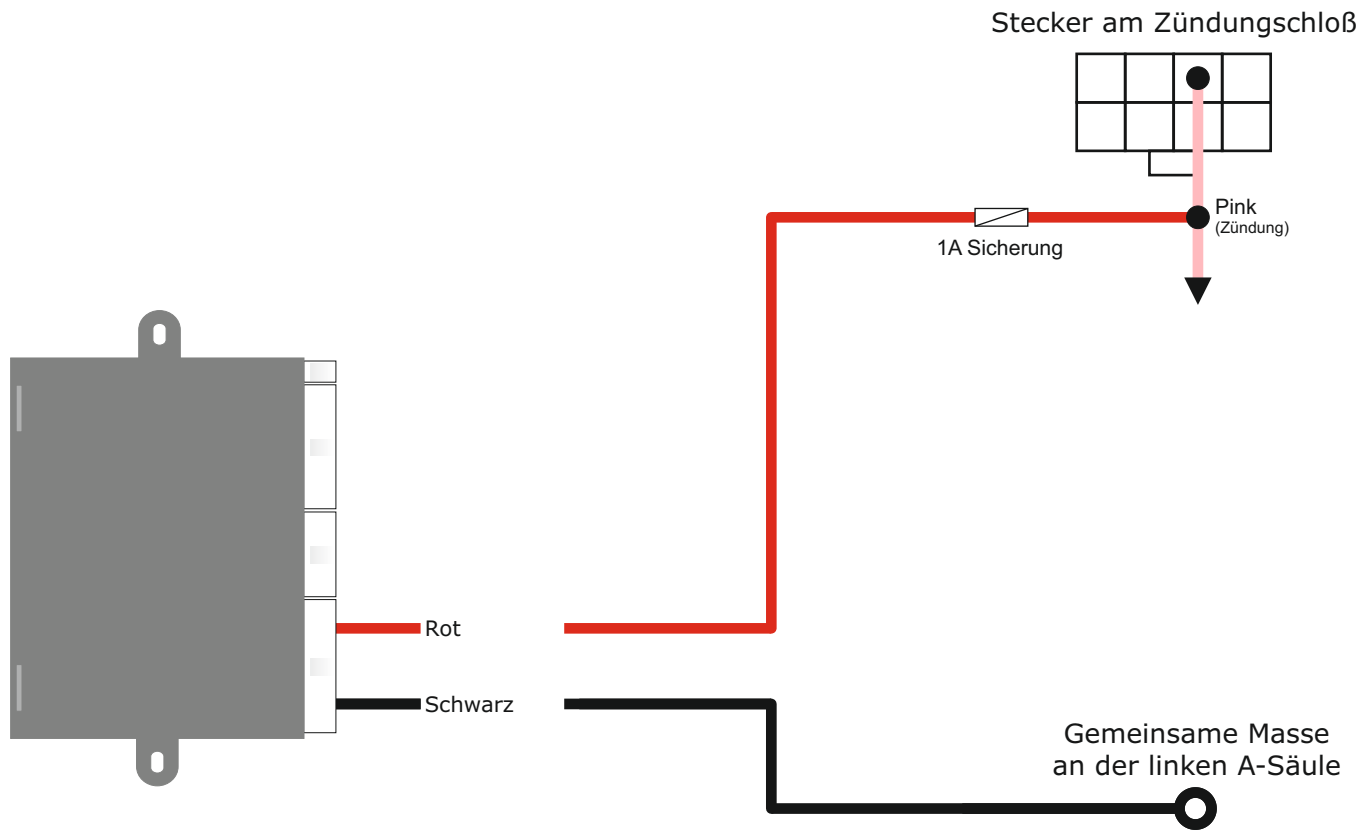 Stecker am Zündungschloß
Pink
(Zündung)
1A Sicherung
Rot
Schwarz
Gemeinsame Masse
an der linken A-Säule